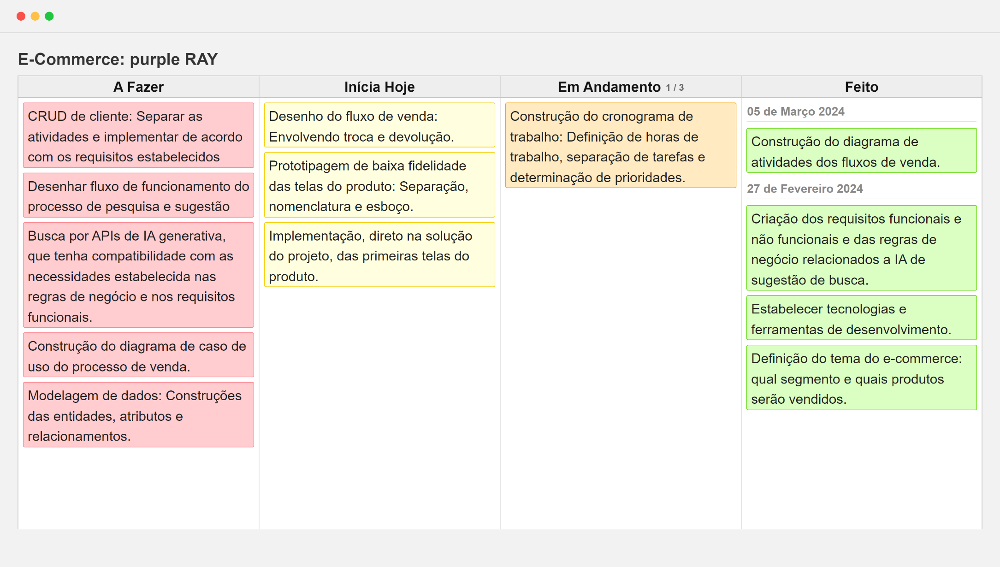 E-Commerce: purple RAY
A Fazer
CRUD de cliente: Separar as
atividades e implementar de acordo
com os requisitos estabelecidos
Desenhar fluxo de funcionamento do
processo de pesquisa e sugestão
Busca por APIs de IA generativa,
que tenha compatibilidade com as
necessidades estabelecida nas
regras de negócio e nos requisitos
funcionais.
Construção do diagrama de caso de
uso do processo de venda.
Modelagem de dados: Construções
das entidades, atributos e
relacionamentos.
Inícia Hoje
Desenho do fluxo de venda:
Envolvendo troca e devolução.
Prototipagem de baixa fidelidade
das telas do produto: Separação,
nomenclatura e esboço.
Implementação, direto na solução
do projeto, das primeiras telas do
produto.
Em Andamento 1 / 3
Construção do cronograma de
trabalho: Definição de horas de
trabalho, separação de tarefas e
determinação de prioridades.
Feito
05 de Março 2024
Construção do diagrama de
atividades dos fluxos de venda.
27 de Fevereiro 2024
Criação dos requisitos funcionais e
não funcionais e das regras de
negócio relacionados a IA de
sugestão de busca.
Estabelecer tecnologias e
ferramentas de desenvolvimento.
Definição do tema do e-commerce:
qual segmento e quais produtos
serão vendidos.